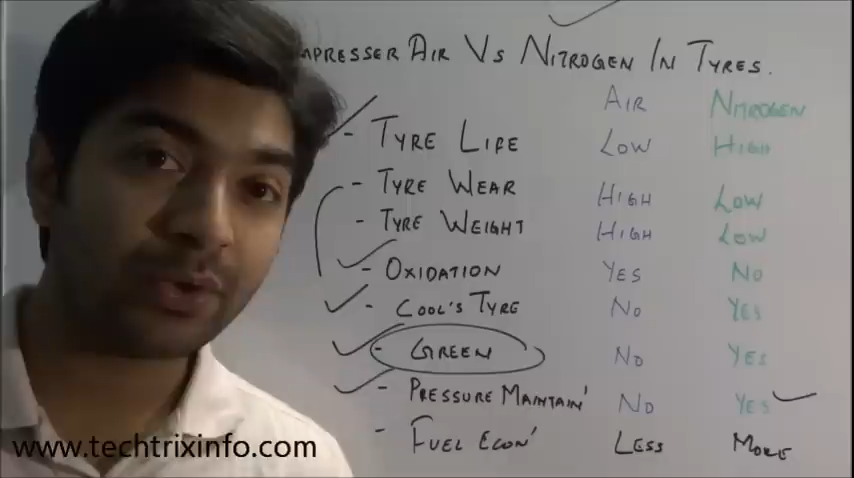 MPRESSER AIR VS NITROGEN IN TYRES.
AIR NITROGEN
- TYRE LIFE LOW HIGH
- TYRE WEAR HIGH LOW
- TYRE WEIGHT HIGH LOW
- OXIDATION YES NO
- COOL'S TYRE NO YES
- GREEN NO YES
- PRESSURE MAINTAIN' NO YES
- FUEL ECON' LESS MORE
www.techtrixinfo.com